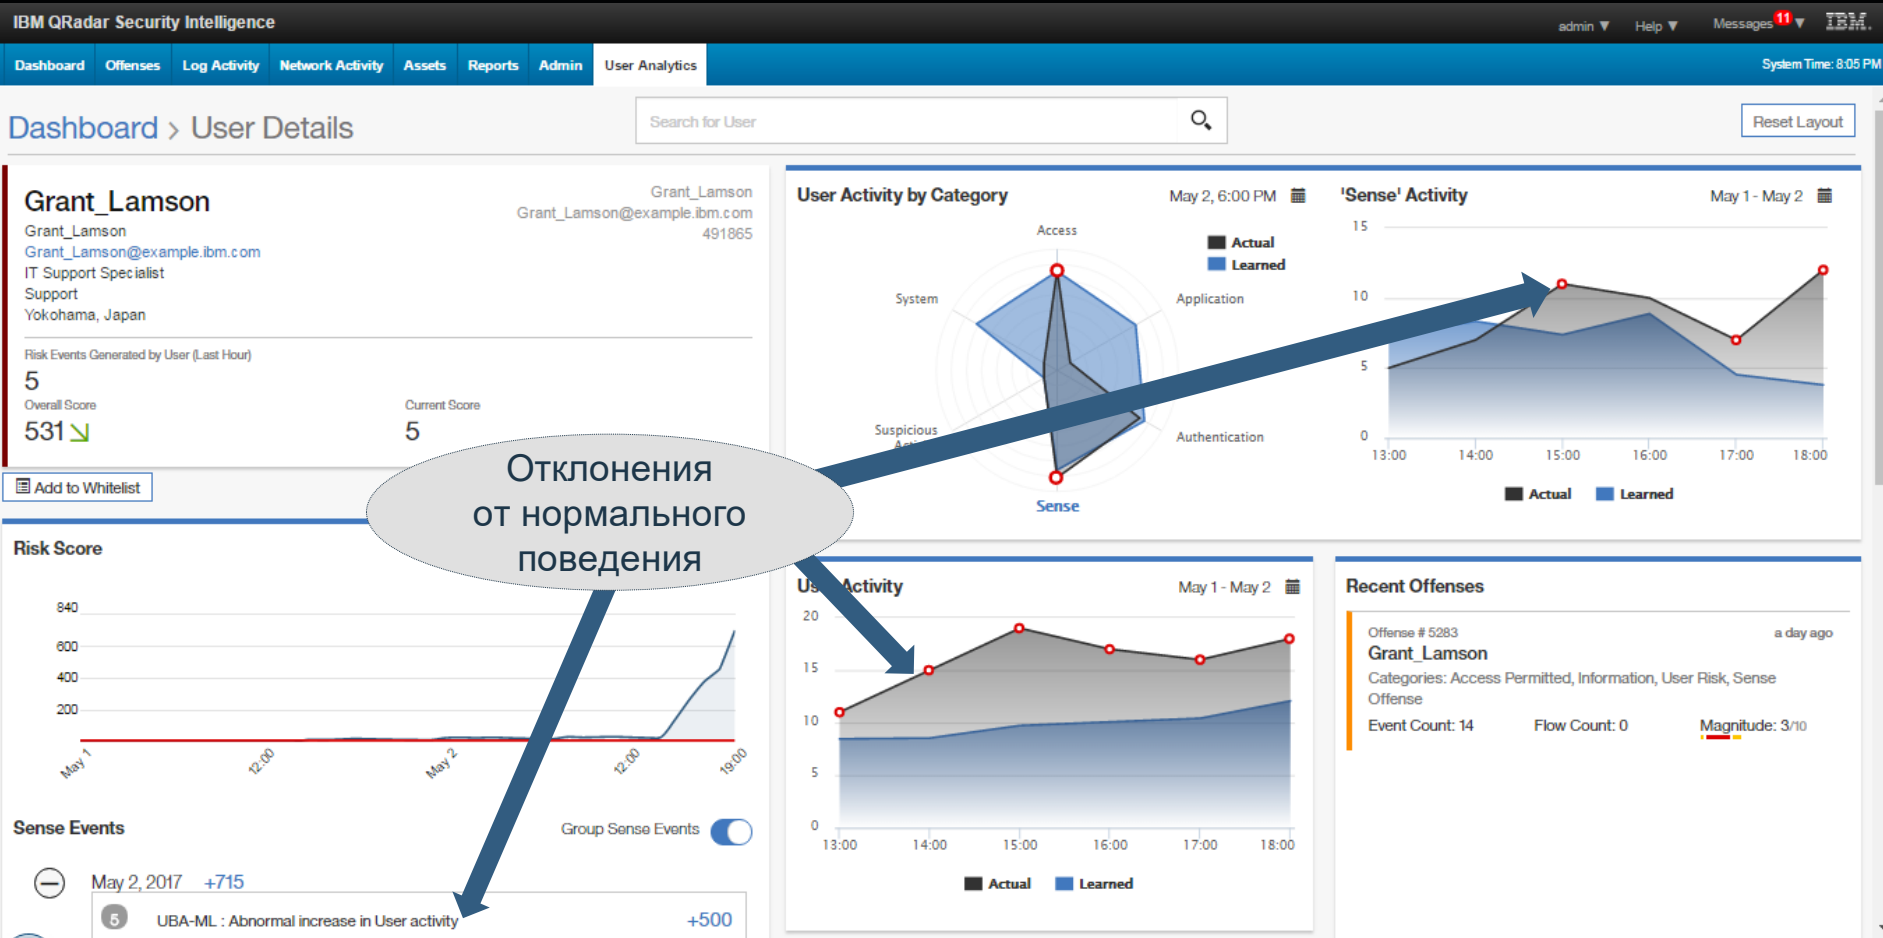 IBM QRadar Security Intelligence
admin ▼ Help ▼ Messages 11 ▼ IBM.
Dashboard Offenses Log Activity Network Activity Assets Reports Admin User Analytics System Time: 8:05 PM
Dashboard > User Details
Search for User
Reset Layout
Grant_Lamson
Grant_Lamson
Grant_Lamson@example.ibm.com
IT Support Specialist
Support
Yokohama, Japan
Grant_Lamson
Grant_Lamson@example.ibm.com
491865
Risk Events Generated by User (Last Hour)
5
Overall Score
531
Current Score
5
Add to Whitelist
User Activity by Category
May 2, 6:00 PM
Actual
Learned
Access
Application
Authentication
Sense
Suspicious
System
'Sense' Activity
May 1 - May 2
15
10
5
0
13:00 14:00 15:00 16:00 17:00 18:00
Actual Learned
Отклонения
от нормального
поведения
Risk Score
840
600
400
200
May 1 12:00 May 2 12:00 19:00
Sense Events
Group Sense Events
May 2, 2017 +715
5 UBA-ML : Abnormal increase in User activity +500
Activity
May 1 - May 2
20
15
10
5
0
13:00 14:00 15:00 16:00 17:00 18:00
Actual Learned
Recent Offenses
Offense # 5283 a day ago
Grant_Lamson
Categories: Access Permitted, Information, User Risk, Sense
Offense
Event Count: 14 Flow Count: 0 Magnitude: 3/10